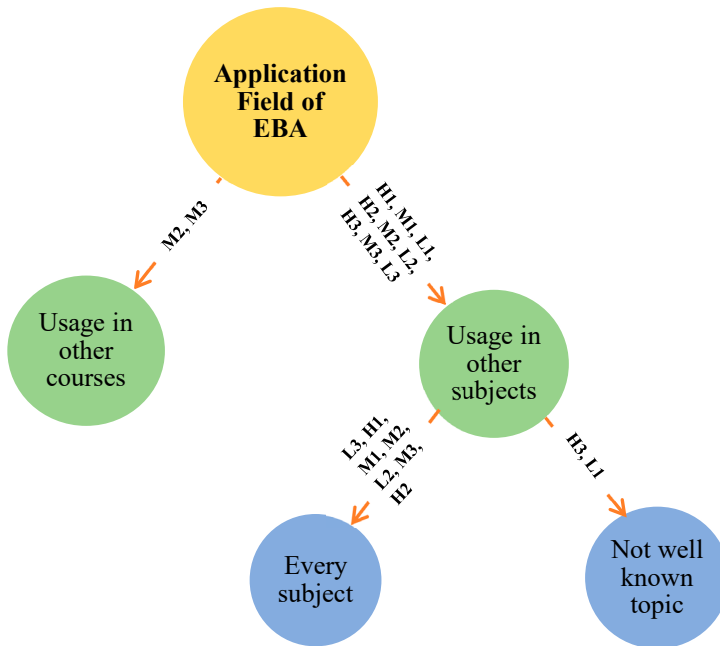 Application
Field of
EBA
M2, M3
H1, M1, L1,
H2, M2, L2,
H3, M3, L3
Usage in
other
courses
Usage in
other
subjects
L3, H1,
M1, M2,
L2, M3,
H2
H3, L1
Every
subject
Not well
known
topic